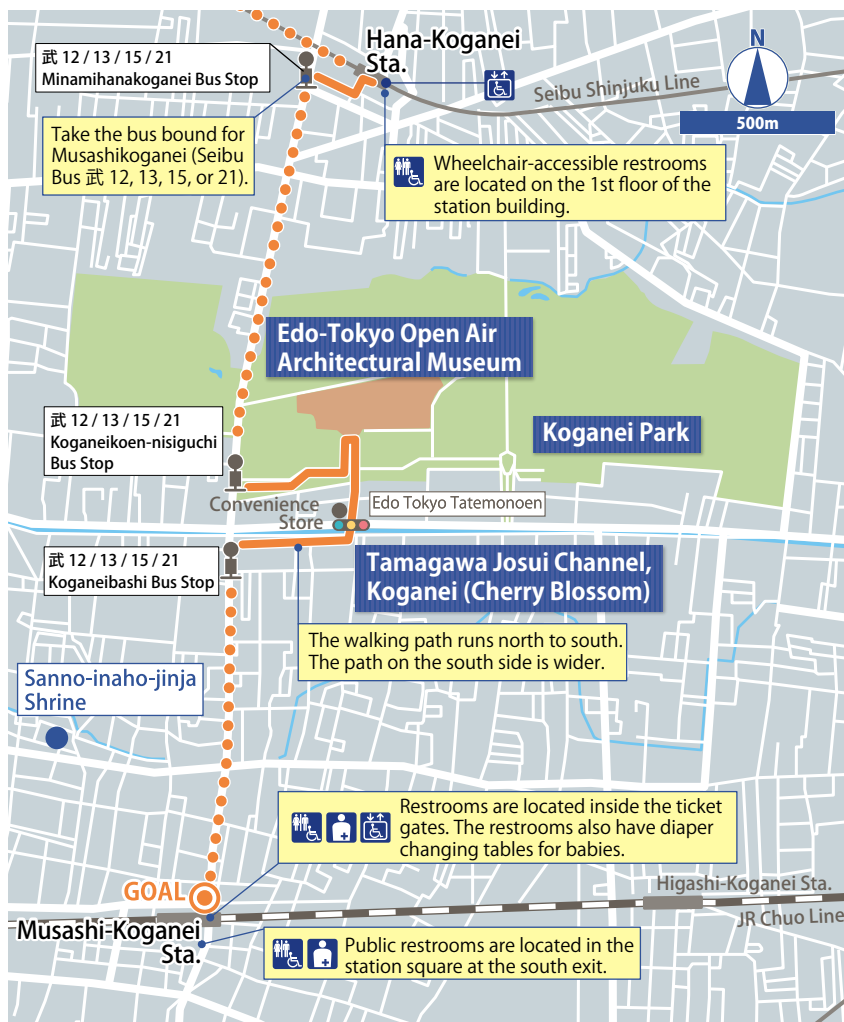 Hana-Koganei
Sta.
武 12 / 13 / 15 / 21
Minamihanakoganei Bus Stop
N
500m
Seibu Shinjuku Line
Take the bus bound for
Musashikoganei (Seibu
Bus 武 12, 13, 15, or 21).
Wheelchair-accessible restrooms
are located on the 1st floor of the
station building.
Edo-Tokyo Open Air
Architectural Museum
武 12 / 13 / 15 / 21
Koganeikoen-nisiguchi
Bus Stop
Koganei Park
Convenience
Store
Edo Tokyo Tatemonoen
武 12 / 13 / 15 / 21
Koganeibashi Bus Stop
Tamagawa Josui Channel,
Koganei (Cherry Blossom)
The walking path runs north to south.
The path on the south side is wider.
Sanno-inaho-jinja
Shrine
Restrooms are located inside the ticket
gates. The restrooms also have diaper
changing tables for babies.
GOAL
Higashi-Koganei Sta.
JR Chuo Line
Musashi-Koganei
Sta.
Public restrooms are located in the
station square at the south exit.